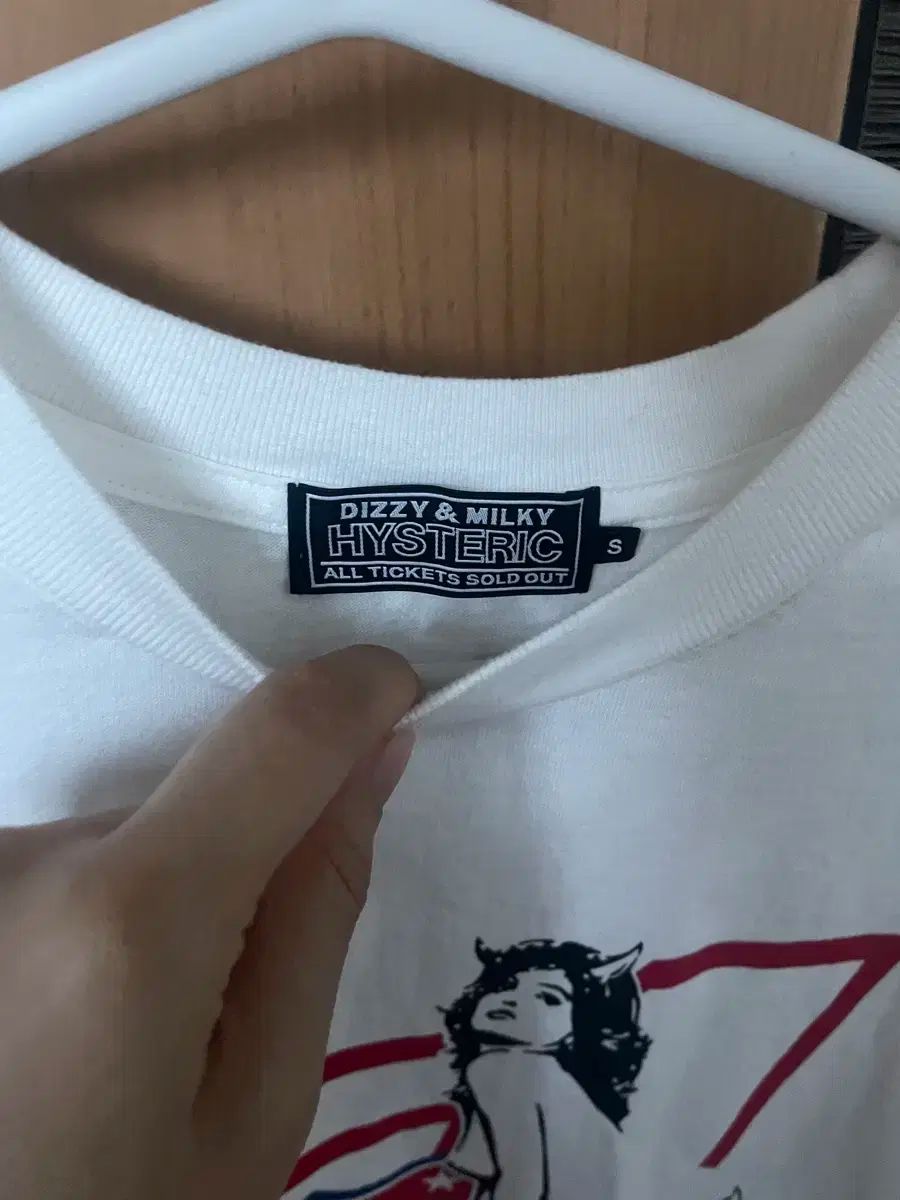 DIZZY & MILKY
HYSTERIC
ALL TICKETS SOLD OUT
S